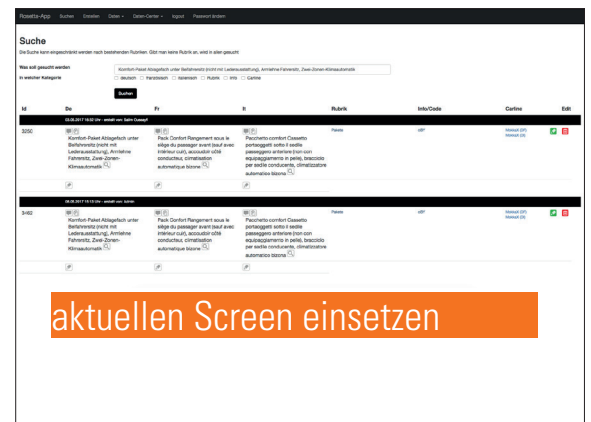 Rosetta-App Suchen Erstellen Daten Daten-Center logout Passwort ändern
Suche
Die Suche kann eingeschränkt werden nach bestehenden Rubriken. Gibt man keine Rubrik an, wird in allen gesucht
Was soll gesucht werden Komfort-Paket Ablagefach unter Beifahrersitz (nicht mit Lederausstattung), Armlehne Fahrersitz, Zwei-Zonen-Klimaautomatik
In welcher Kategorie deutsch französisch italienisch Rubrik Info Carline
Suchen
Id De Fr It Rubrik Info/Code Carline Edit
3250
Komfort-Paket Ablagefach unter
Beifahrersitz (nicht mit
Lederausstattung), Armlehne
Fahrersitz, Zwei-Zonen-
Klimaautomatik
Pack Confort Rangement sous le
siège du passager avant (sauf avec
intérieur cuir), accoudoir côté
conducteur, climatisation
automatique bizone
Pacchetto comfort Cassetto
portaoggetti sotto il sedile
passeggero anteriore (non con
equipaggiamento in pelle), bracciolo
per sedile conducente, climatizzatore
automatico bizona
Pakete
3462
Komfort-Paket Ablagefach unter
Beifahrersitz (nicht mit
Lederausstattung), Armlehne
Fahrersitz, Zwei-Zonen-
Klimaautomatik
Pack Confort Rangement sous le
siège du passager avant (sauf avec
intérieur cuir), accoudoir côté
conducteur, climatisation
automatique bizone
Pacchetto comfort Cassetto
portaoggetti sotto il sedile
passeggero anteriore (non con
equipaggiamento in pelle), bracciolo
per sedile conducente, climatizzatore
automatico bizona
Pakete
aktuellen Screen einsetzen